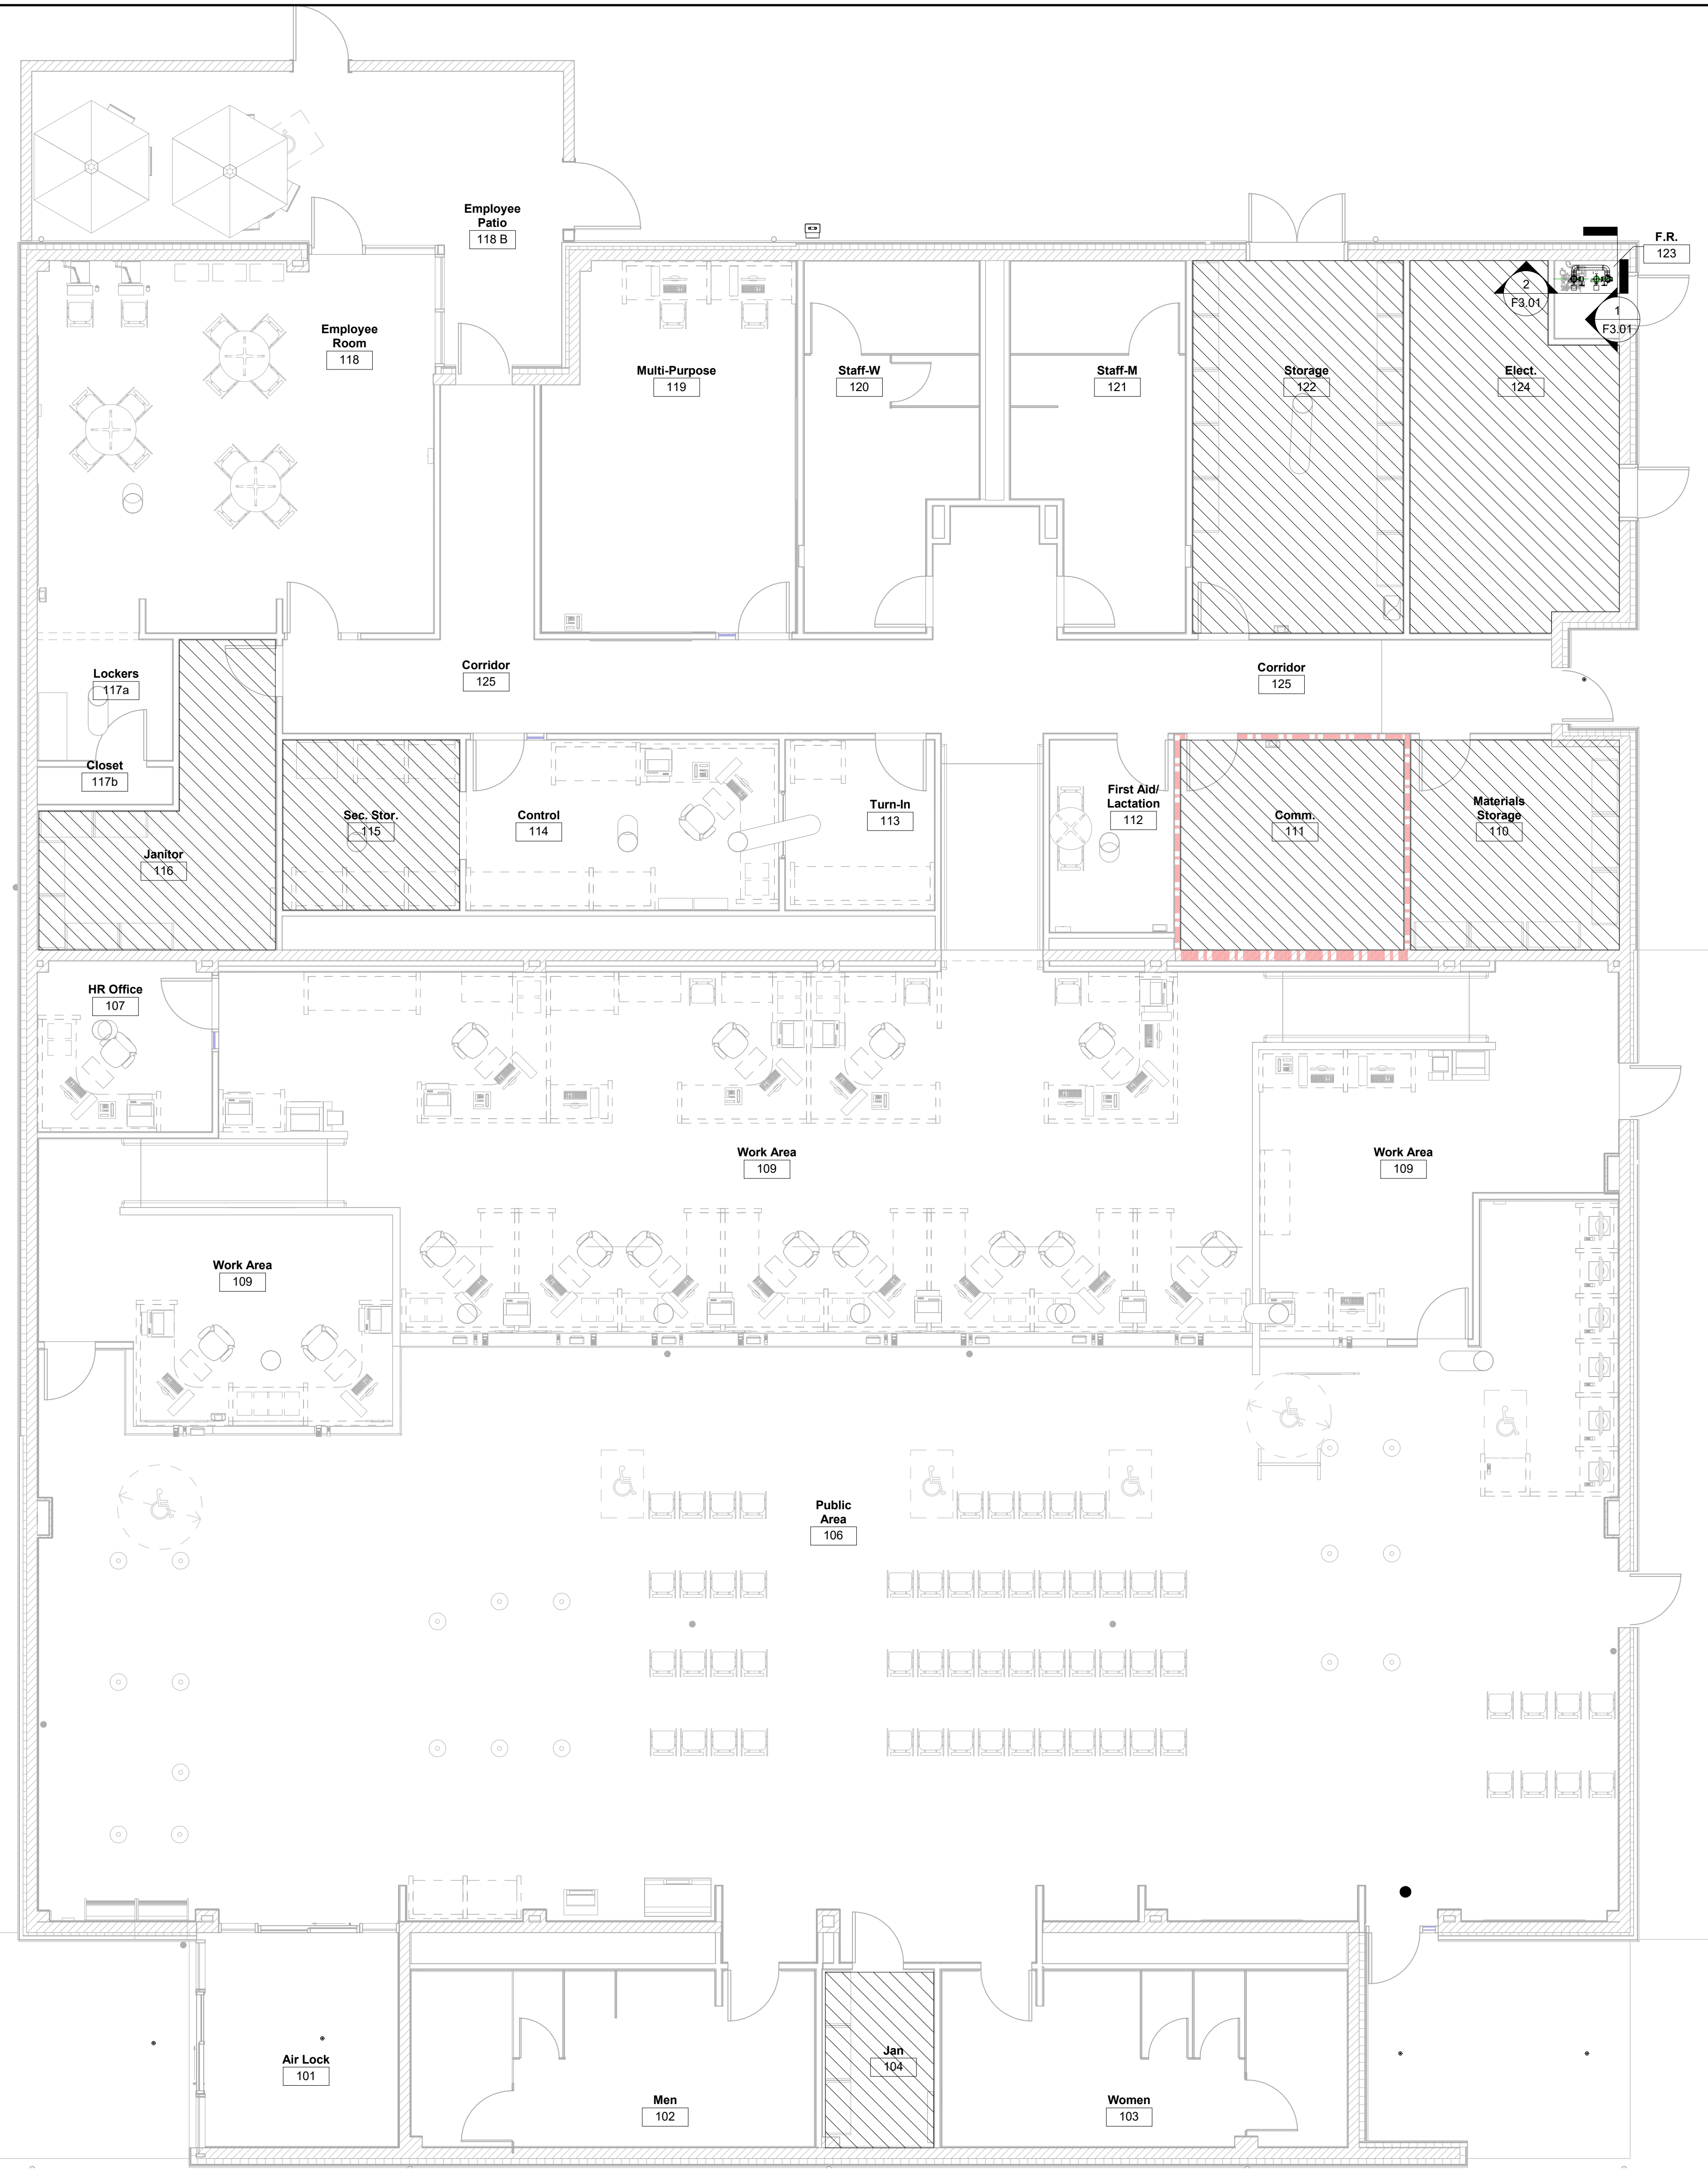 Employee
Patio
118 B
F.R.
123
2
F3.01
1
F3.01
Employee
Room
118
Multi-Purpose
119
Staff-W
120
Staff-M
121
Storage
122
Elect.
124
Lockers
117a
Corridor
125
Corridor
125
Closet
117b
Janitor
116
Sec. Stor.
115
Control
114
Turn-In
113
First Aid/
Lactation
112
Comm.
111
Materials
Storage
110
HR Office
107
Work Area
109
Work Area
109
Work Area
109
Public
Area
106
Air Lock
101
Men
102
Jan
104
Women
103